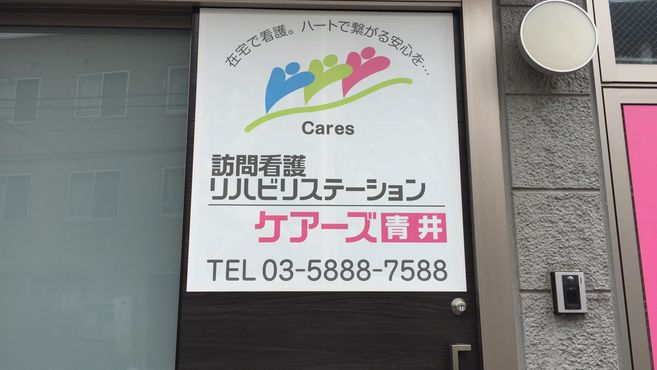 在宅で看護。ハートで繋がる安心を…
Cares
訪問看護
リハビリステーション
ケアーズ青井
TEL 03-5888-7588